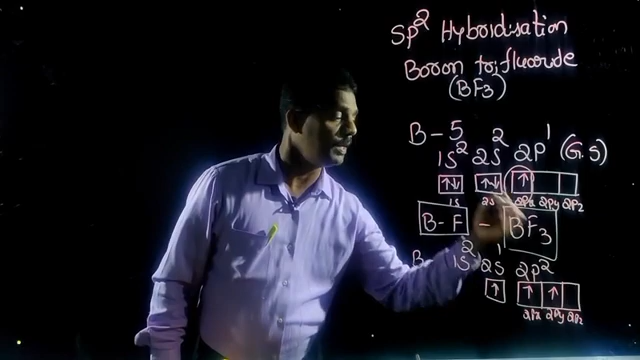 SP² Hybridisation
Boron trifluoride
(BF3)
B - 5
1S² 2S² 2P¹ (G.S)
↑↓ ↑↓ ↑
1S 2S 2Px 2Py 2Pz
B - F - BF3
B 1S² 2S¹ 2P²
↑ ↑ ↑
2Px 2Py 2Pz